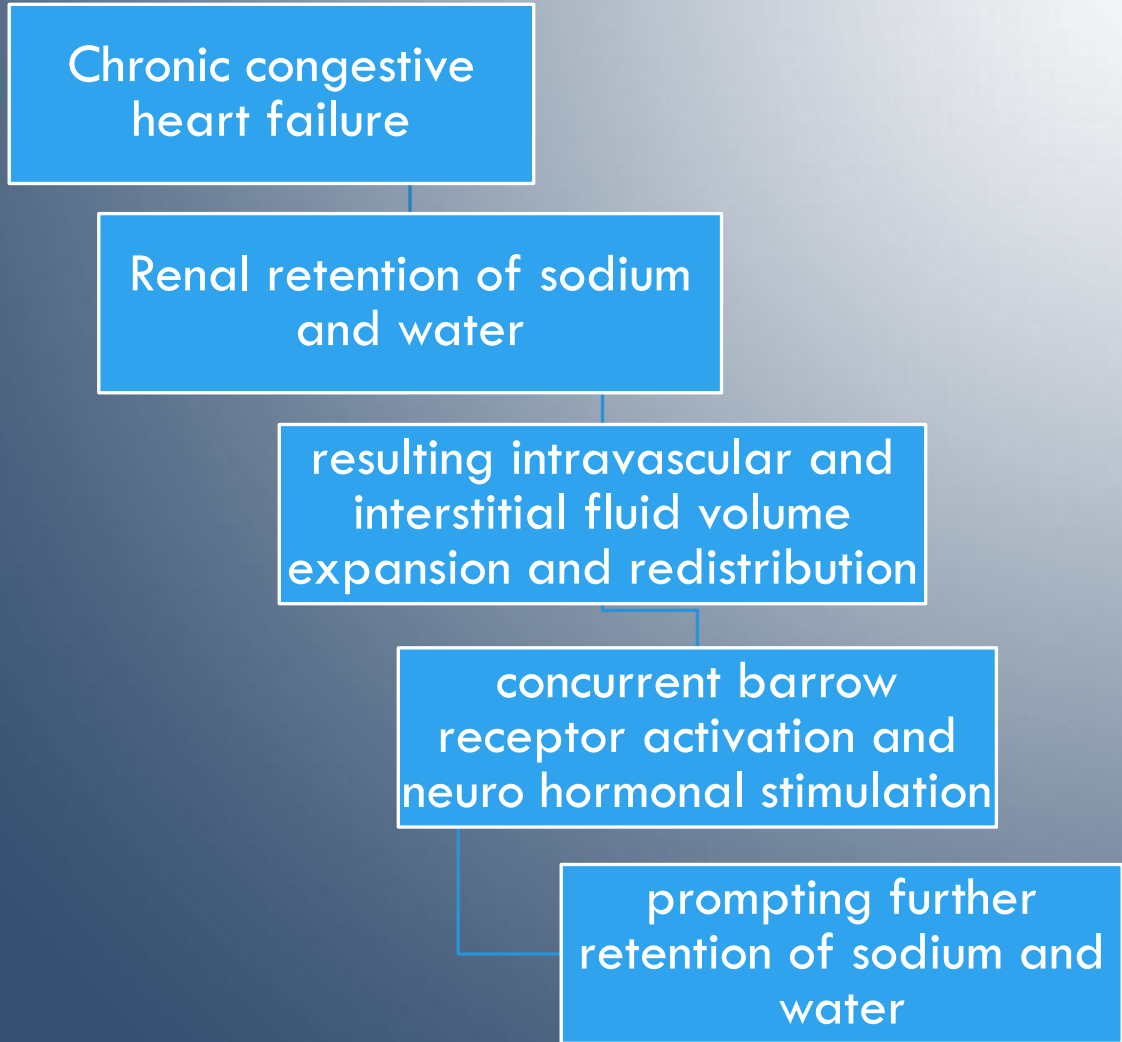 Chronic congestive
heart failure
Renal retention of sodium
and water
resulting intravascular and
interstitial fluid volume
expansion and redistribution
concurrent barrow
receptor activation and
neuro hormonal stimulation
prompting further
retention of sodium and
water